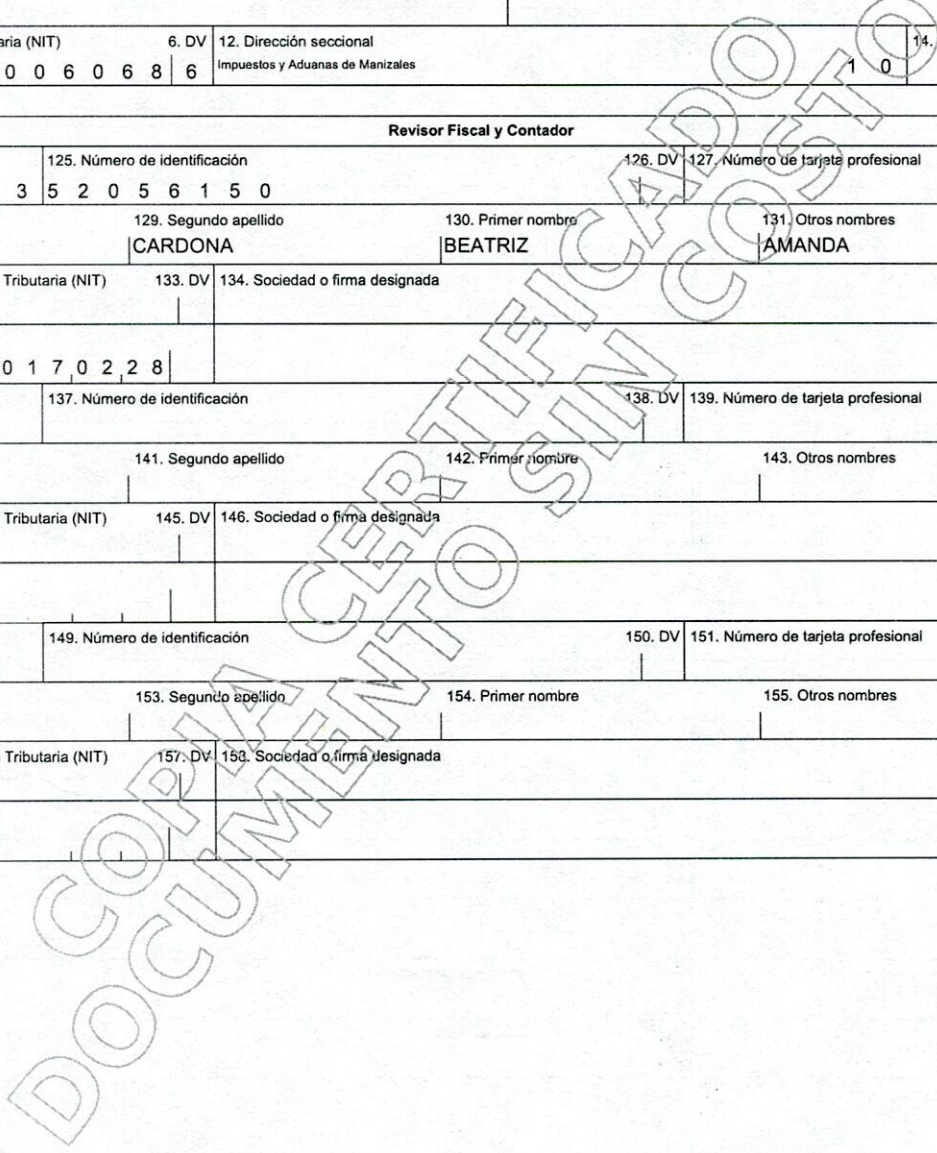 aria (NIT) 6. DV 12. Dirección seccional 14.
0 0 6 0 6 8 6 Impuestos y Aduanas de Manizales 1 0
Revisor Fiscal y Contador
125. Número de identificación 126. DV 127. Número de tarjeta profesional
3 5 2 0 5 6 1 5 0
129. Segundo apellido 130. Primer nombre 131. Otros nombres
CARDONA BEATRIZ AMANDA
Tributaria (NIT) 133. DV 134. Sociedad o firma designada
0 1 7 0 2 2 8
137. Número de identificación 138. DV 139. Número de tarjeta profesional
141. Segundo apellido 142. Primer nombre 143. Otros nombres
Tributaria (NIT) 145. DV 146. Sociedad o firma designada
149. Número de identificación 150. DV 151. Número de tarjeta profesional
153. Segundo apellido 154. Primer nombre 155. Otros nombres
Tributaria (NIT) 157. DV 158. Sociedad o firma designada
COPIA CERTIFICADO
DOCUMENTO SIN COSTO